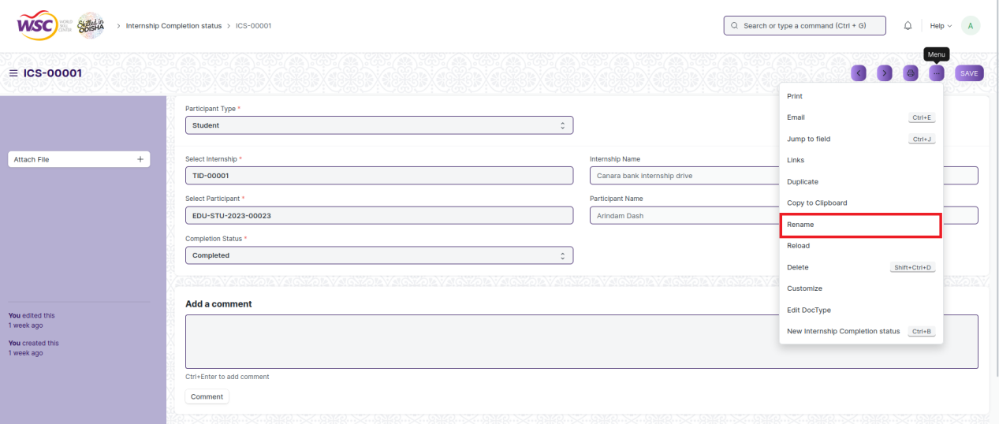 WSC WORLD SKILL CENTER Skilled in ODISHA > Internship Completion status > ICS-00001
Search or type a command (Ctrl + G)
Help
A
Menu
ICS-00001
SAVE
Attach File +
You edited this
1 week ago
You created this
1 week ago
Participant Type *
Student
Select Internship *
TID-00001
Internship Name
Canara bank internship drive
Select Participant *
EDU-STU-2023-00023
Participant Name
Arindam Dash
Completion Status *
Completed
Add a comment
Ctrl+Enter to add comment
Comment
Print
Email Ctrl+E
Jump to field Ctrl+J
Links
Duplicate
Copy to Clipboard
Rename
Reload
Delete Shift+Ctrl+D
Customize
Edit DocType
New Internship Completion status Ctrl+B